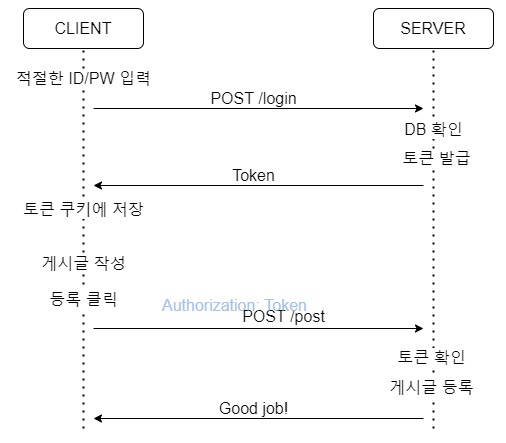 CLIENT
SERVER
적절한 ID/PW 입력
POST /login
DB 확인
토큰 발급
Token
토큰 쿠키에 저장
게시글 작성
등록 클릭
Authorization: Token
POST /post
토큰 확인
게시글 등록
Good job!